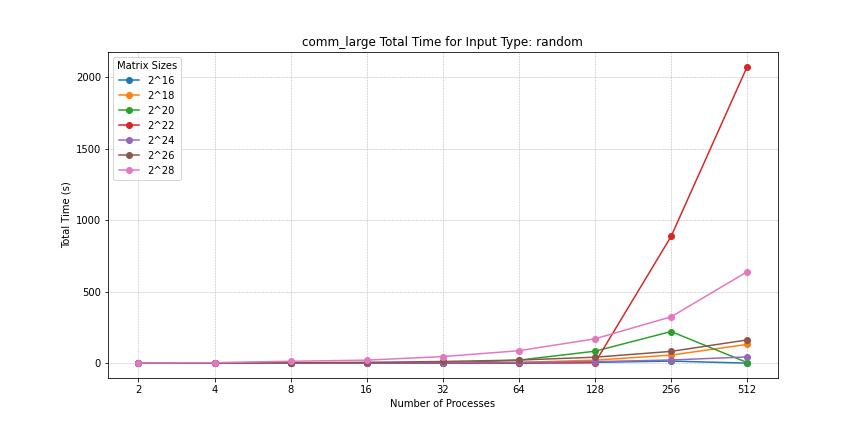 comm_large Total Time for Input Type: random
Matrix Sizes
2^16
2^18
2^20
2^22
2^24
2^26
2^28
Total Time (s)
2000
1500
1000
500
0
2 4 8 16 32 64 128 256 512
Number of Processes